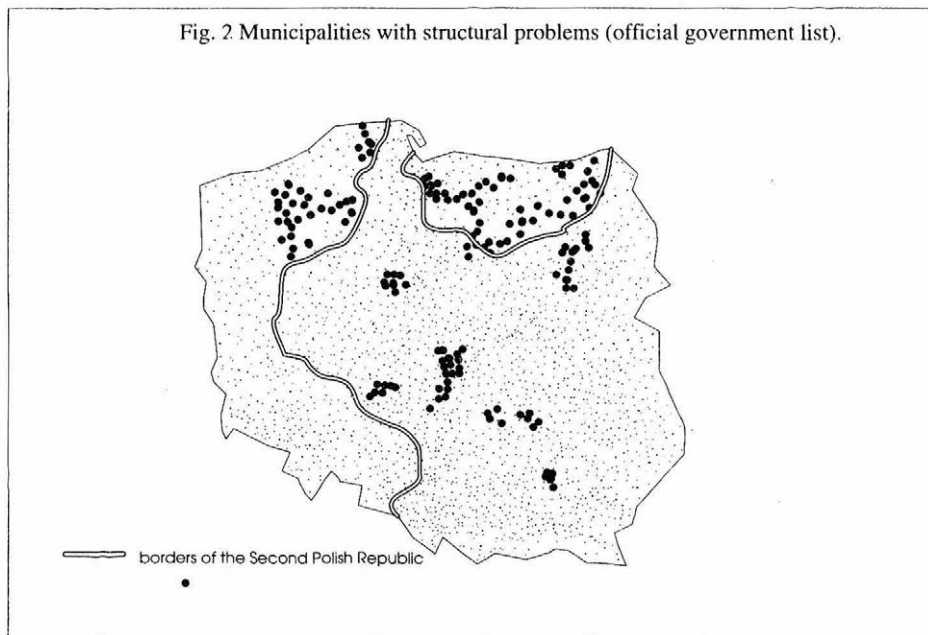 Fig. 2 Municipalities with structural problems (official government list).
borders of the Second Polish Republic